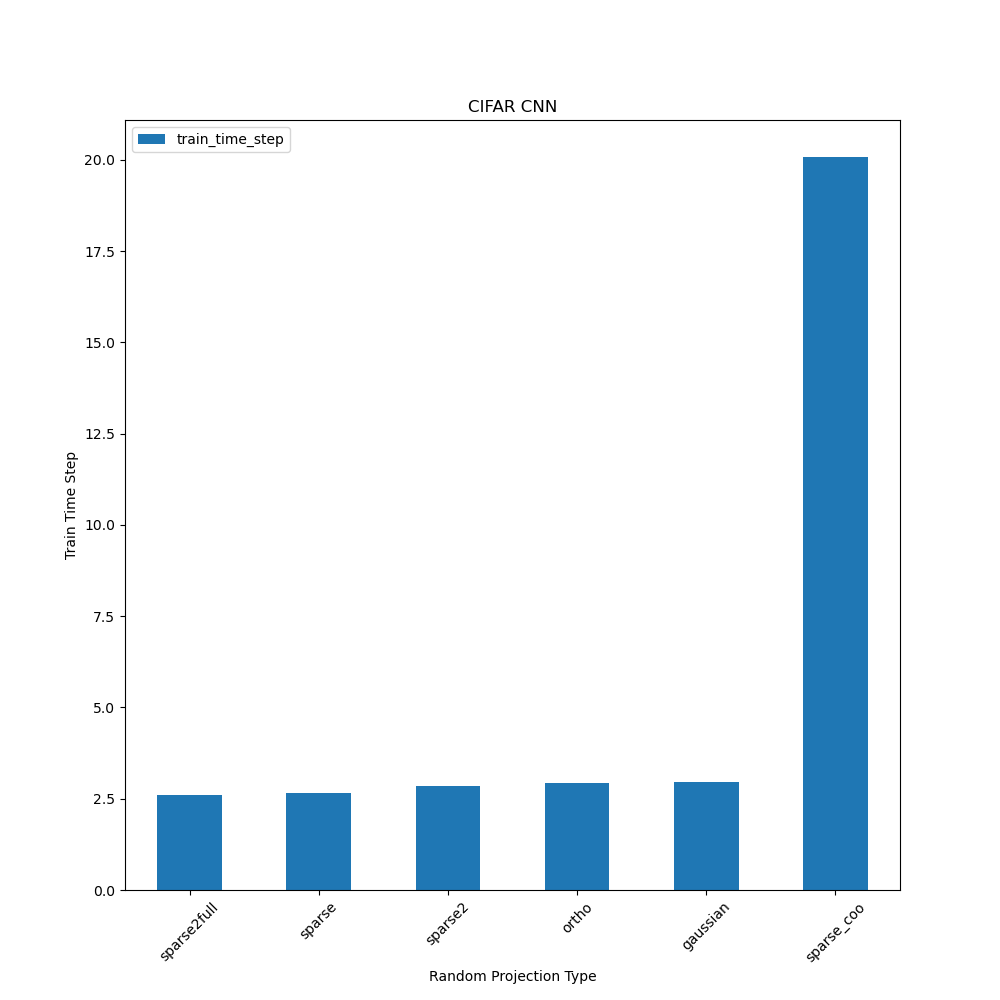 CIFAR CNN
train_time_step
20.0
17.5
15.0
12.5
10.0
7.5
5.0
2.5
0.0
Train Time Step
sparse2full
sparse
sparse2
ortho
gaussian
sparse_coo
Random Projection Type